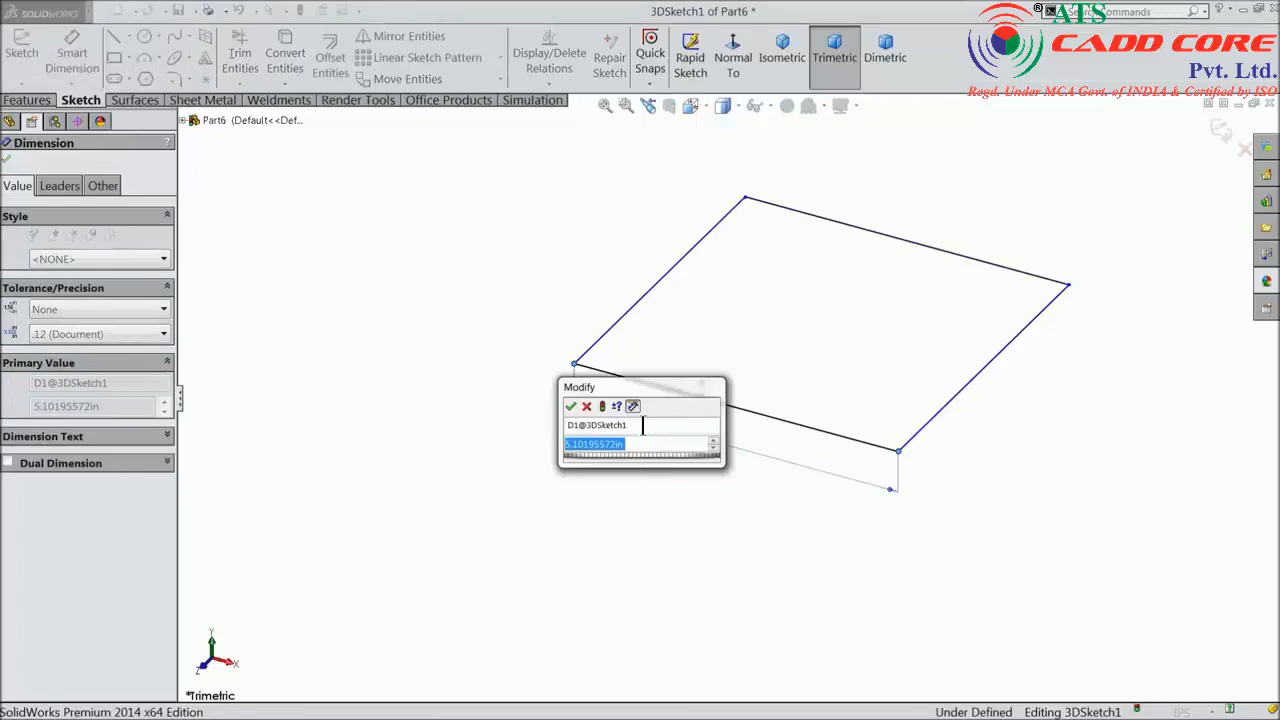 SOLIDWORKS
3DSketch1 of Part6 *
Search Commands
® ATS
CADD CORE
Pvt. Ltd.
Regd. Under MCA Govt. of INDIA & Certified by ISO
Sketch
Smart Dimension
Trim Entities
Convert Entities
Offset Entities
Mirror Entities
Linear Sketch Pattern
Move Entities
Display/Delete Relations
Repair Sketch
Quick Snaps
Rapid Sketch
Normal To
Isometric
Trimetric
Dimetric
Features Sketch Surfaces Sheet Metal Weldments Render Tools Office Products Simulation
Part6 (Default<<Def...
Dimension ?
Value Leaders Other
Style
<NONE>
Tolerance/Precision
None
.12 (Document)
Primary Value
D1@3DSketch1
5.10195572in
Dimension Text
Dual Dimension
Modify
D1@3DSketch1
5.10195572in
Y
X
Z
*Trimetric
SolidWorks Premium 2014 x64 Edition
Under Defined Editing 3DSketch1 IPS